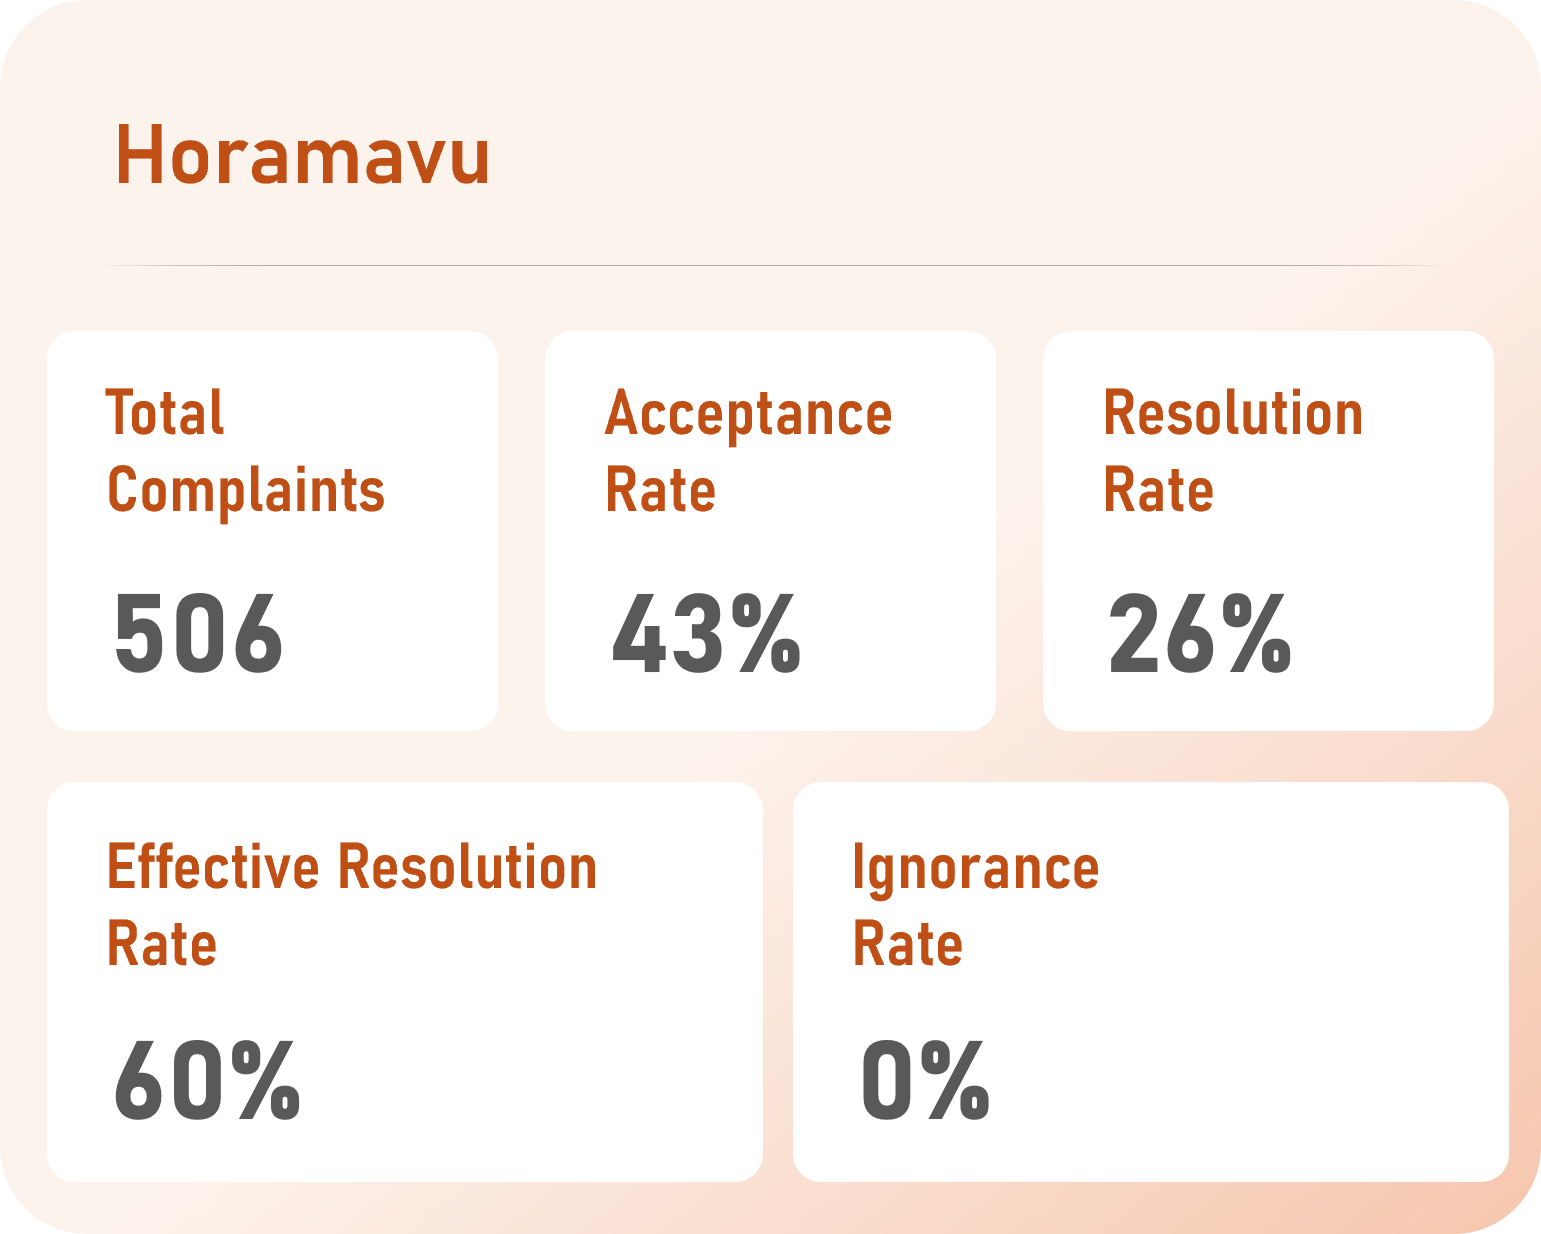 Horamavu
Total
Complaints
506
Acceptance
Rate
43%
Resolution
Rate
26%
Effective Resolution
Rate
60%
Ignorance
Rate
0%